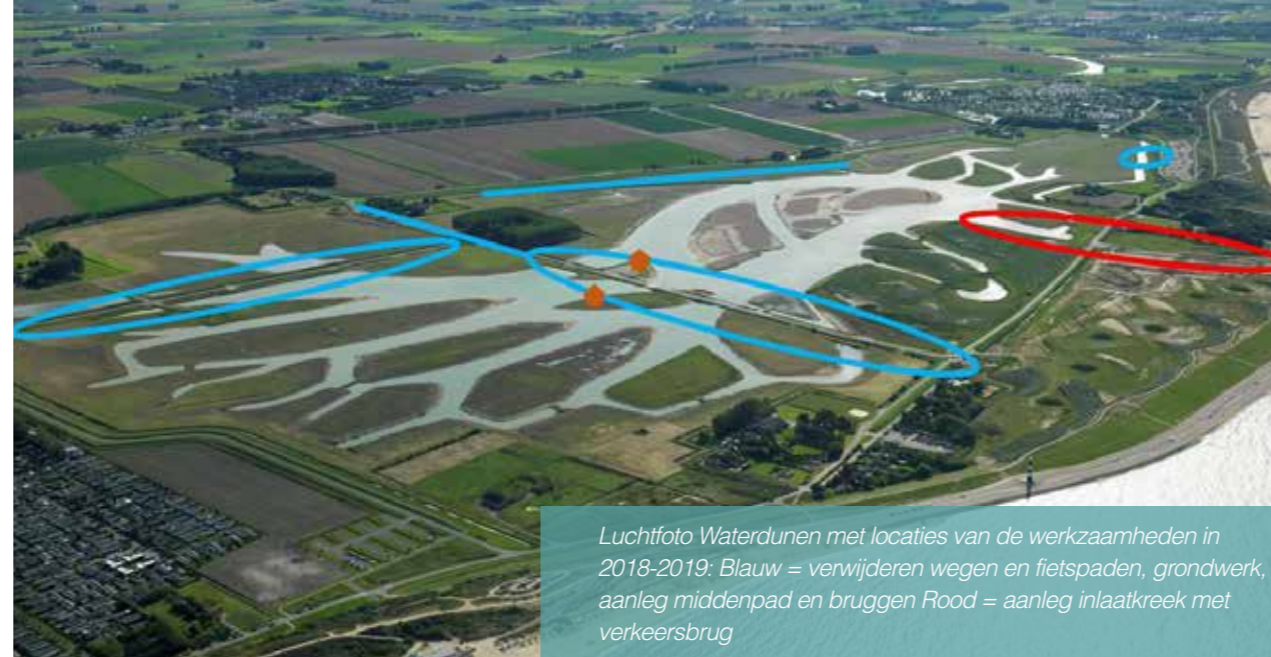 Luchtfoto Waterdunen met locaties van de werkzaamheden in
2018-2019: Blauw = verwijderen wegen en fietspaden, grondwerk,
aanleg middenpad en bruggen Rood = aanleg inlaatkreek met
verkeersbrug